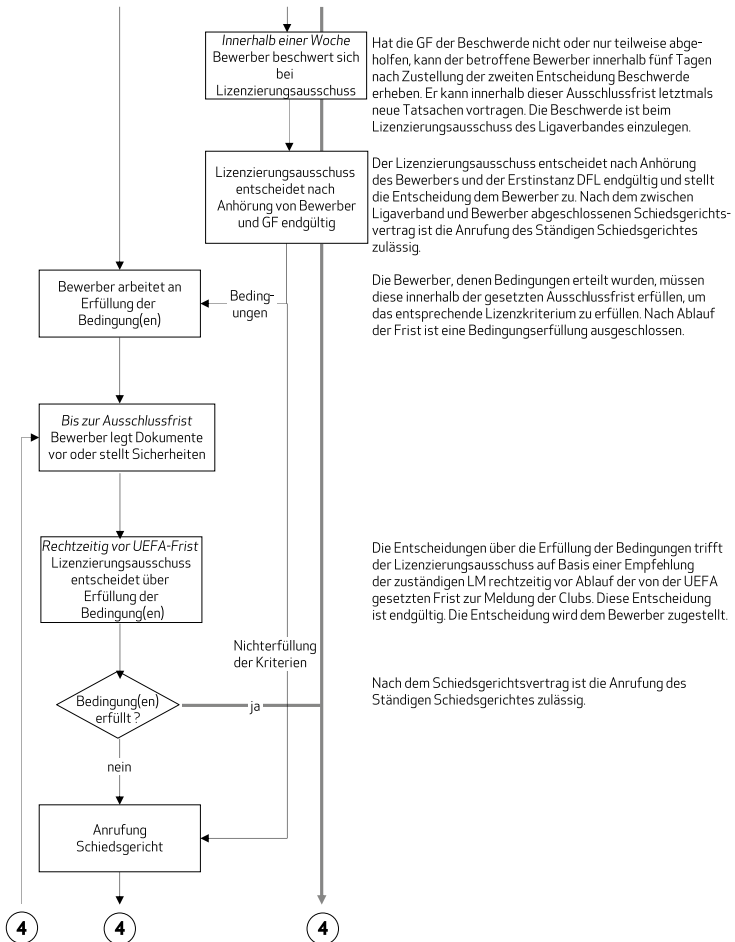 Innerhalb einer Woche
Bewerber beschwert sich
bei
Lizenzierungsausschuss
Hat die GF der Beschwerde nicht oder nur teilweise abge-
holfen, kann der betroffene Bewerber innerhalb fünf Tagen
nach Zustellung der zweiten Entscheidung Beschwerde
erheben. Er kann innerhalb dieser Ausschlussfrist letztmals
neue Tatsachen vortragen. Die Beschwerde ist beim
Lizenzierungsausschuss des Ligaverbandes einzulegen.
Lizenzierungsausschuss
entscheidet nach
Anhörung von Bewerber
und GF endgültig
Der Lizenzierungsausschuss entscheidet nach Anhörung
des Bewerbers und der Erstinstanz DFL endgültig und stellt
die Entscheidung dem Bewerber zu. Nach dem zwischen
Ligaverband und Bewerber abgeschlossenen Schiedsgerichts-
vertrag ist die Anrufung des Ständigen Schiedsgerichtes
zulässig.
Bewerber arbeitet an
Erfüllung der
Bedingung(en)
Beding-
ungen
Die Bewerber, denen Bedingungen erteilt wurden, müssen
diese innerhalb der gesetzten Ausschlussfrist erfüllen, um
das entsprechende Lizenzkriterium zu erfüllen. Nach Ablauf
der Frist ist eine Bedingungserfüllung ausgeschlossen.
Bis zur Ausschlussfrist
Bewerber legt Dokumente
vor oder stellt Sicherheiten
Rechtzeitig vor UEFA-Frist
Lizenzierungsausschuss
entscheidet über
Erfüllung der
Bedingung(en)
Die Entscheidungen über die Erfüllung der Bedingungen trifft
der Lizenzierungsausschuss auf Basis einer Empfehlung
der zuständigen LM rechtzeitig vor Ablauf der von der UEFA
gesetzten Frist zur Meldung der Clubs. Diese Entscheidung
ist endgültig. Die Entscheidung wird dem Bewerber zugestellt.
Nichterfüllung
der Kriterien
Bedingung(en)
erfüllt ?
ja
Nach dem Schiedsgerichtsvertrag ist die Anrufung des
Ständigen Schiedsgerichtes zulässig.
nein
Anrufung
Schiedsgericht
4
4
4